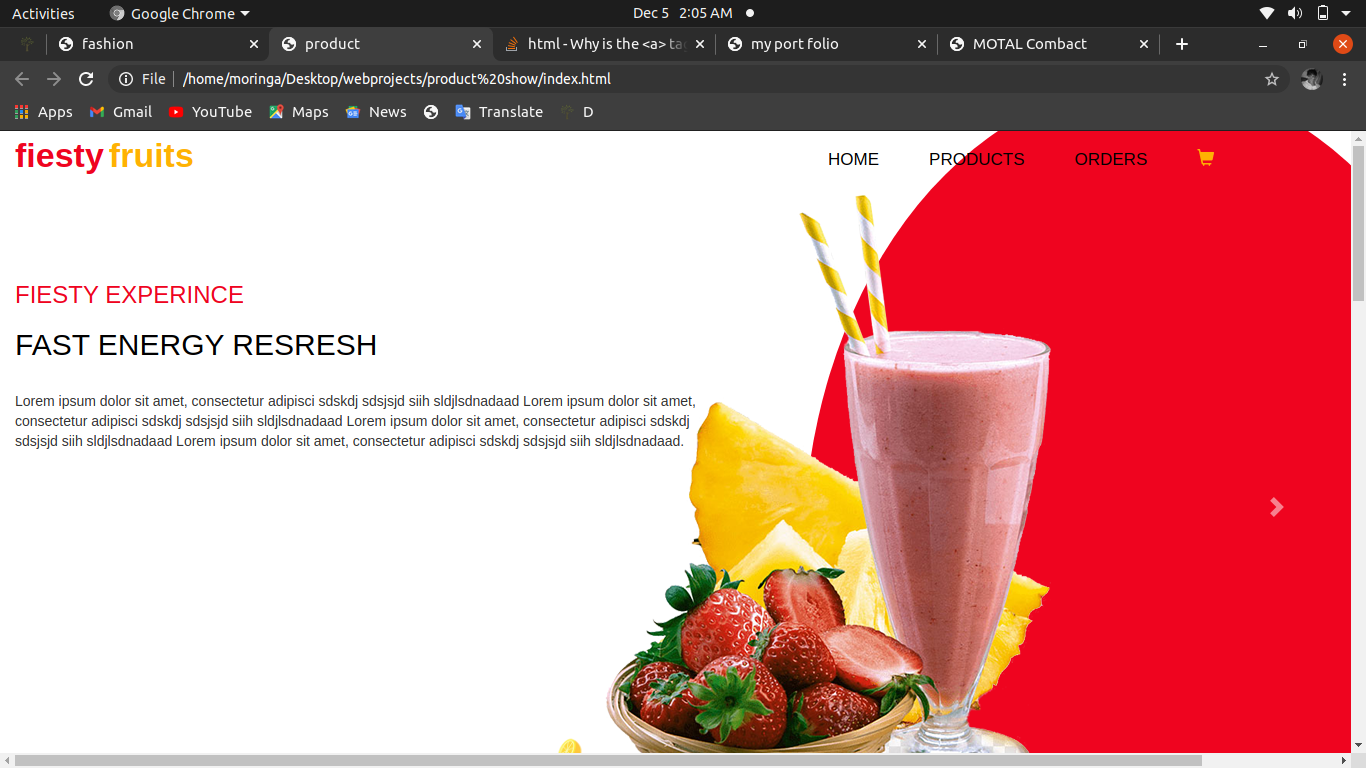 Activities Google Chrome Dec 5 2:05 AM
fashion product html - Why is the <a> tag my port folio MOTAL Combact
File /home/moringa/Desktop/webprojects/product%20show/index.html
Apps Gmail YouTube Maps News Translate D
fiesty fruits HOME PRODUCTS ORDERS
FIESTY EXPERINCE
FAST ENERGY RESRESH
Lorem ipsum dolor sit amet, consectetur adipisci sdskdj sdsjsjd siih sldjlsdnadaad Lorem ipsum dolor sit amet,
consectetur adipisci sdskdj sdsjsjd siih sldjlsdnadaad Lorem ipsum dolor sit amet, consectetur adipisci sdskdj
sdsjsjd siih sldjlsdnadaad Lorem ipsum dolor sit amet, consectetur adipisci sdskdj sdsjsjd siih sldjlsdnadaad.